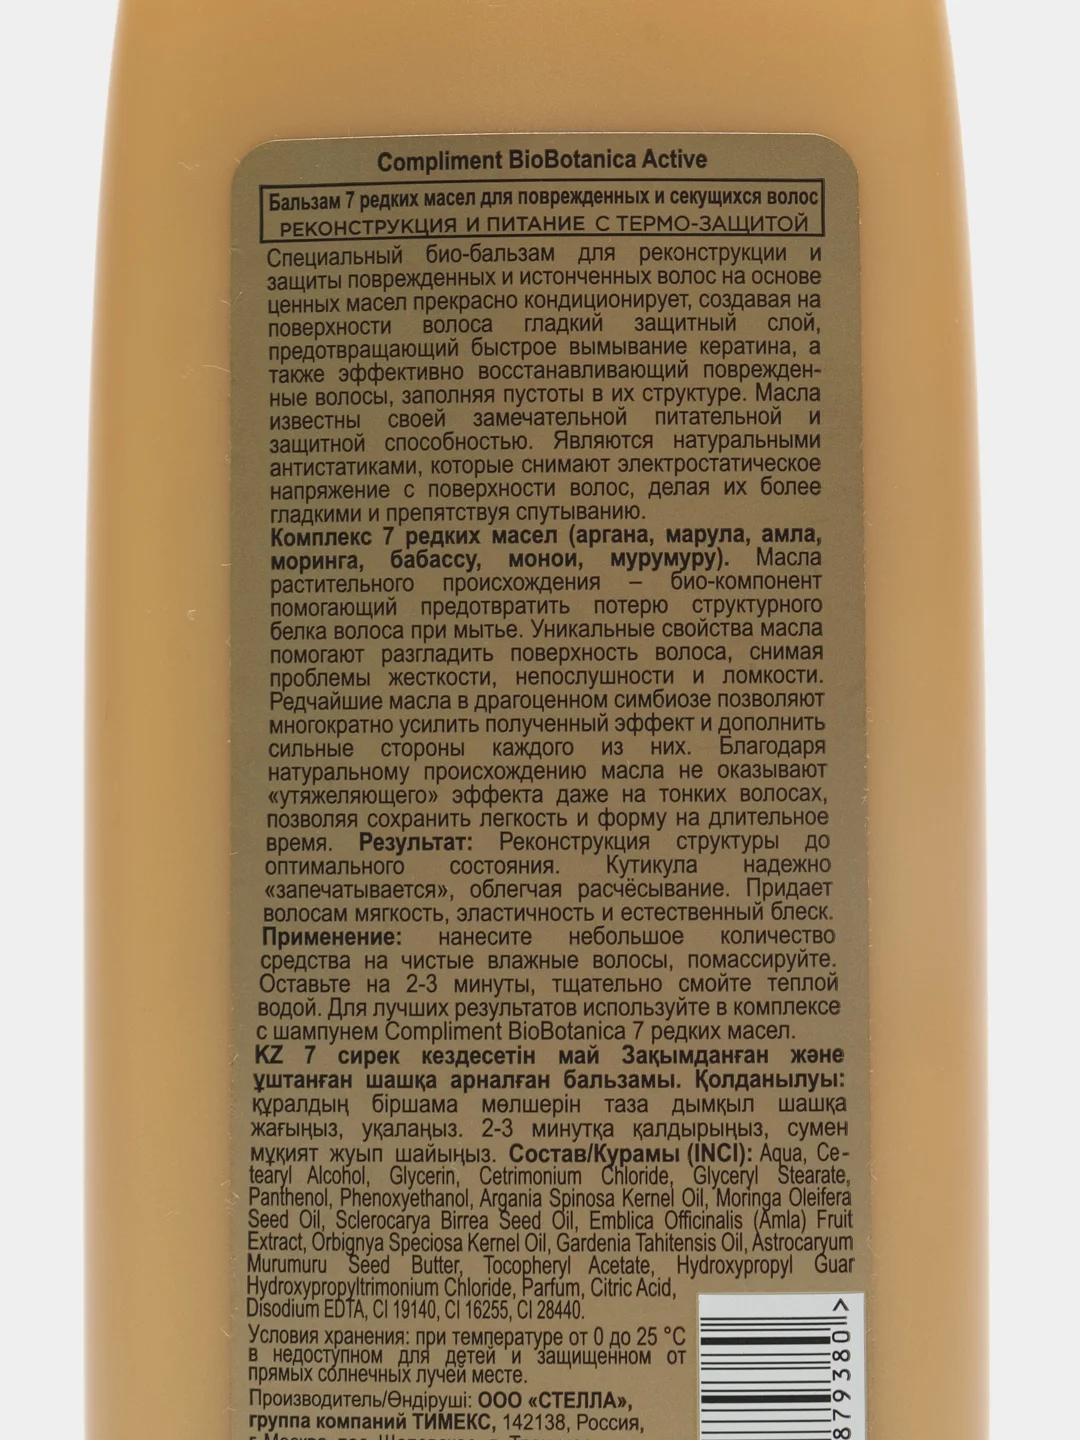 Compliment BioBotanica Active
Бальзам 7 редких масел для поврежденных и секущихся волос
РЕКОНСТРУКЦИЯ И ПИТАНИЕ С ТЕРМО-ЗАЩИТОЙ
Специальный био-бальзам для реконструкции и
защиты поврежденных и истонченных волос на основе
ценных масел прекрасно кондиционирует, создавая на
поверхности волоса гладкий защитный слой,
предотвращающий быстрое вымывание кератина, а
также эффективно восстанавливающий поврежден-
ные волосы, заполняя пустоты в их структуре. Масла
известны своей замечательной питательной и
защитной способностью. Являются натуральными
антистатиками, которые снимают электростатическое
напряжение с поверхности волос, делая их более
гладкими и препятствуя спутыванию.
Комплекс 7 редких масел (аргана, марула, амла,
моринга, бабассу, монои, мурумуру). Масла
растительного происхождения – био-компонент
помогающий предотвратить потерю структурного
белка волоса при мытье. Уникальные свойства масла
помогают разгладить поверхность волоса, снимая
проблемы жесткости, непослушности и ломкости.
Редчайшие масла в драгоценном симбиозе позволяют
многократно усилить полученный эффект и дополнить
сильные стороны каждого из них. Благодаря
натуральному происхождению масла не оказывают
«утяжеляющего» эффекта даже на тонких волосах,
позволяя сохранить легкость и форму на длительное
время. Результат: Реконструкция структуры до
оптимального состояния. Кутикула надежно
«запечатывается», облегчая расчёсывание. Придает
волосам мягкость, эластичность и естественный блеск.
Применение: нанесите небольшое количество
средства на чистые влажные волосы, помассируйте.
Оставьте на 2-3 минуты, тщательно смойте теплой
водой. Для лучших результатов используйте в комплексе
с шампунем Compliment BioBotanica 7 редких масел.
KZ 7 сирек кездесетін май Зақымданған және
ұштанған шашқа арналған бальзамы. Қолданылуы:
құралдың біршама мөлшерін таза дымқыл шашқа
жағыңыз, уқалаңыз. 2-3 минутқа қалдырыңыз, сумен
мұқият жуып шайыңыз. Состав/Құрамы (INCI): Aqua, Ce-
tearyl Alcohol, Glycerin, Cetrimonium Chloride, Glyceryl Stearate,
Panthenol, Phenoxyethanol, Argania Spinosa Kernel Oil, Moringa Oleifera
Seed Oil, Sclerocarya Birrea Seed Oil, Emblica Officinalis (Amla) Fruit
Extract, Orbignya Speciosa Kernel Oil, Gardenia Tahitensis Oil, Astrocaryum
Murumuru Seed Butter, Tocopheryl Acetate, Hydroxypropyl Guar
Hydroxypropyltrimonium Chloride, Parfum, Citric Acid,
Disodium EDTA, CI 19140, CI 16255, CI 28440.
Условия хранения: при температуре от 0 до 25 °С
в недоступном для детей и защищенном от
прямых солнечных лучей месте.
Производитель/Өндіруші: ООО «СТЕЛЛА»,
группа компаний ТИМЕКС, 142138, Россия,
879380 >